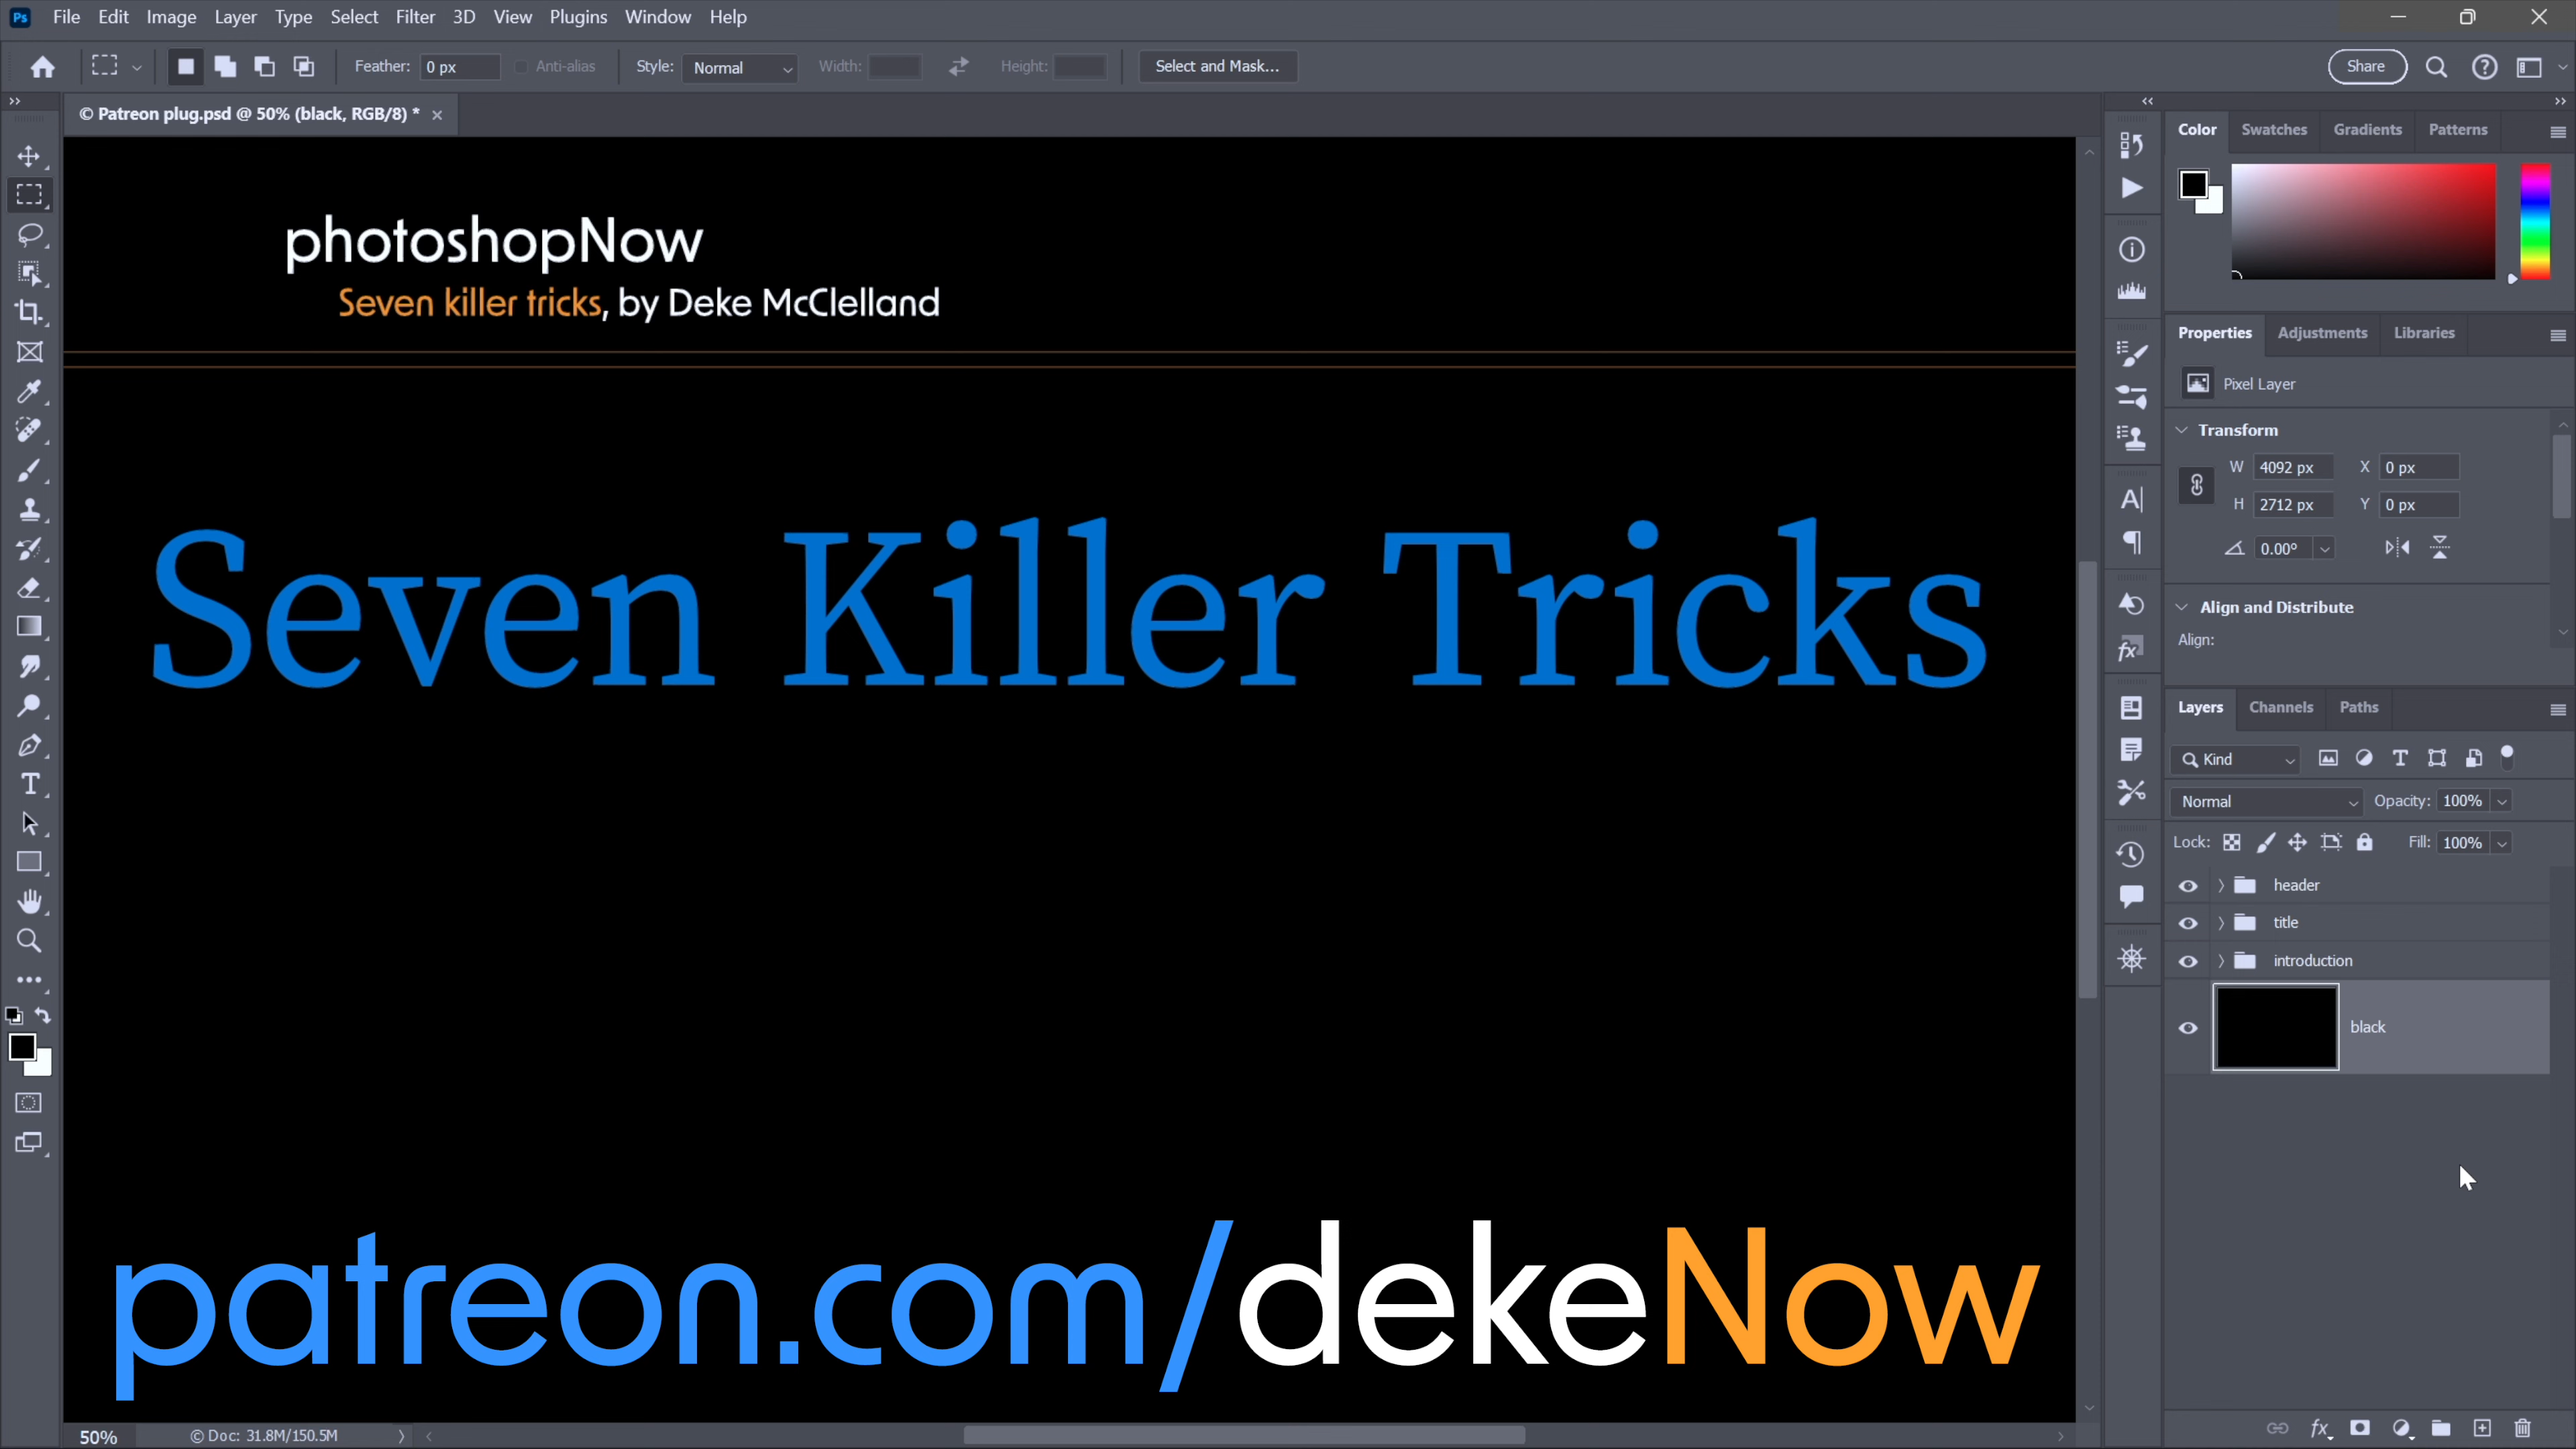 Ps File Edit Image Layer Type Select Filter 3D View Plugins Window Help
Feather: 0 px Anti-alias Style: Normal Width: Height: Select and Mask... Share
© Patreon plug.psd @ 50% (black, RGB/8) *
photoshopNow
Seven killer tricks, by Deke McClelland
Seven Killer Tricks
patreon.com/dekeNow
50% © Doc: 31.8M/150.5M
Color Swatches Gradients Patterns
Properties Adjustments Libraries
Pixel Layer
Transform
W 4092 px X 0 px
H 2712 px Y 0 px
0.00°
Align and Distribute
Align:
Layers Channels Paths
Kind
Normal Opacity: 100%
Lock: Fill: 100%
header
title
introduction
black